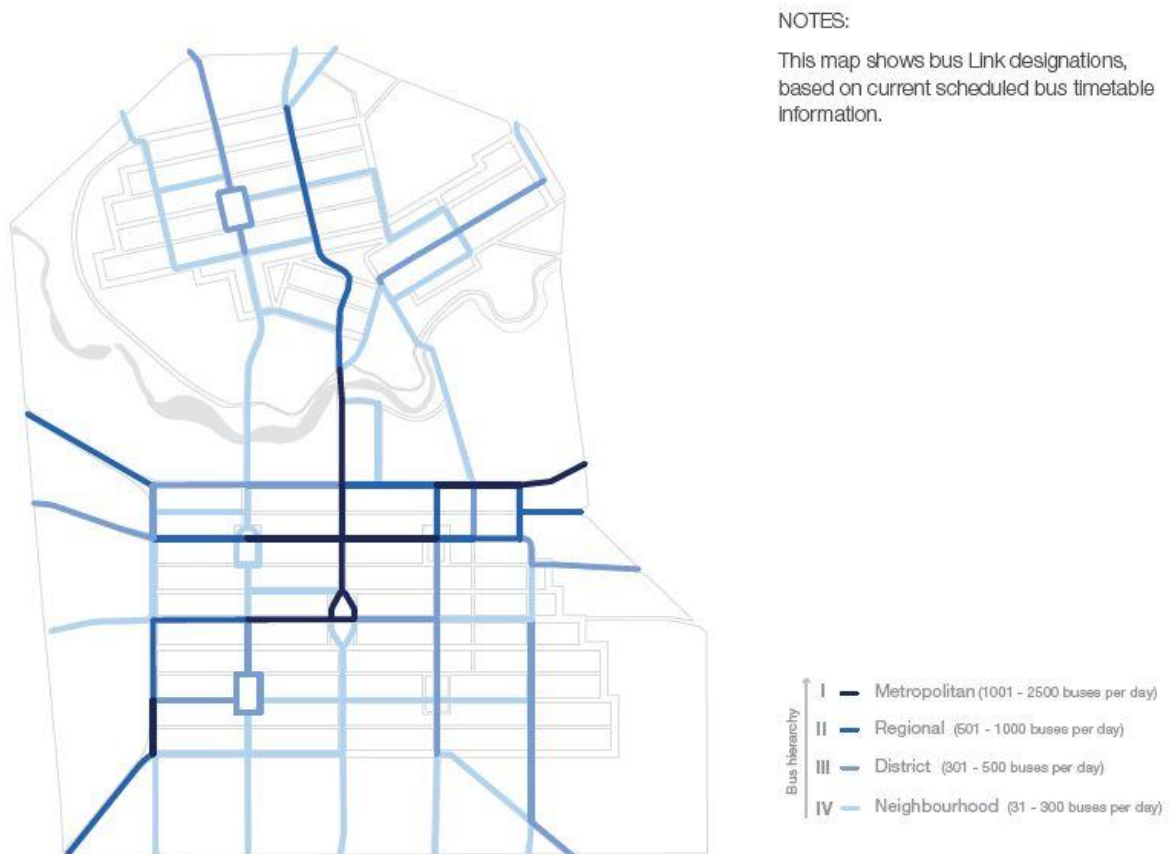 NOTES:
This map shows bus Link designations,
based on current scheduled bus timetable
information.
Bus hierarchy
I Metropolitan (1001 - 2500 buses per day)
II Regional (501 - 1000 buses per day)
III District (301 - 500 buses per day)
IV Neighbourhood (31 - 300 buses per day)